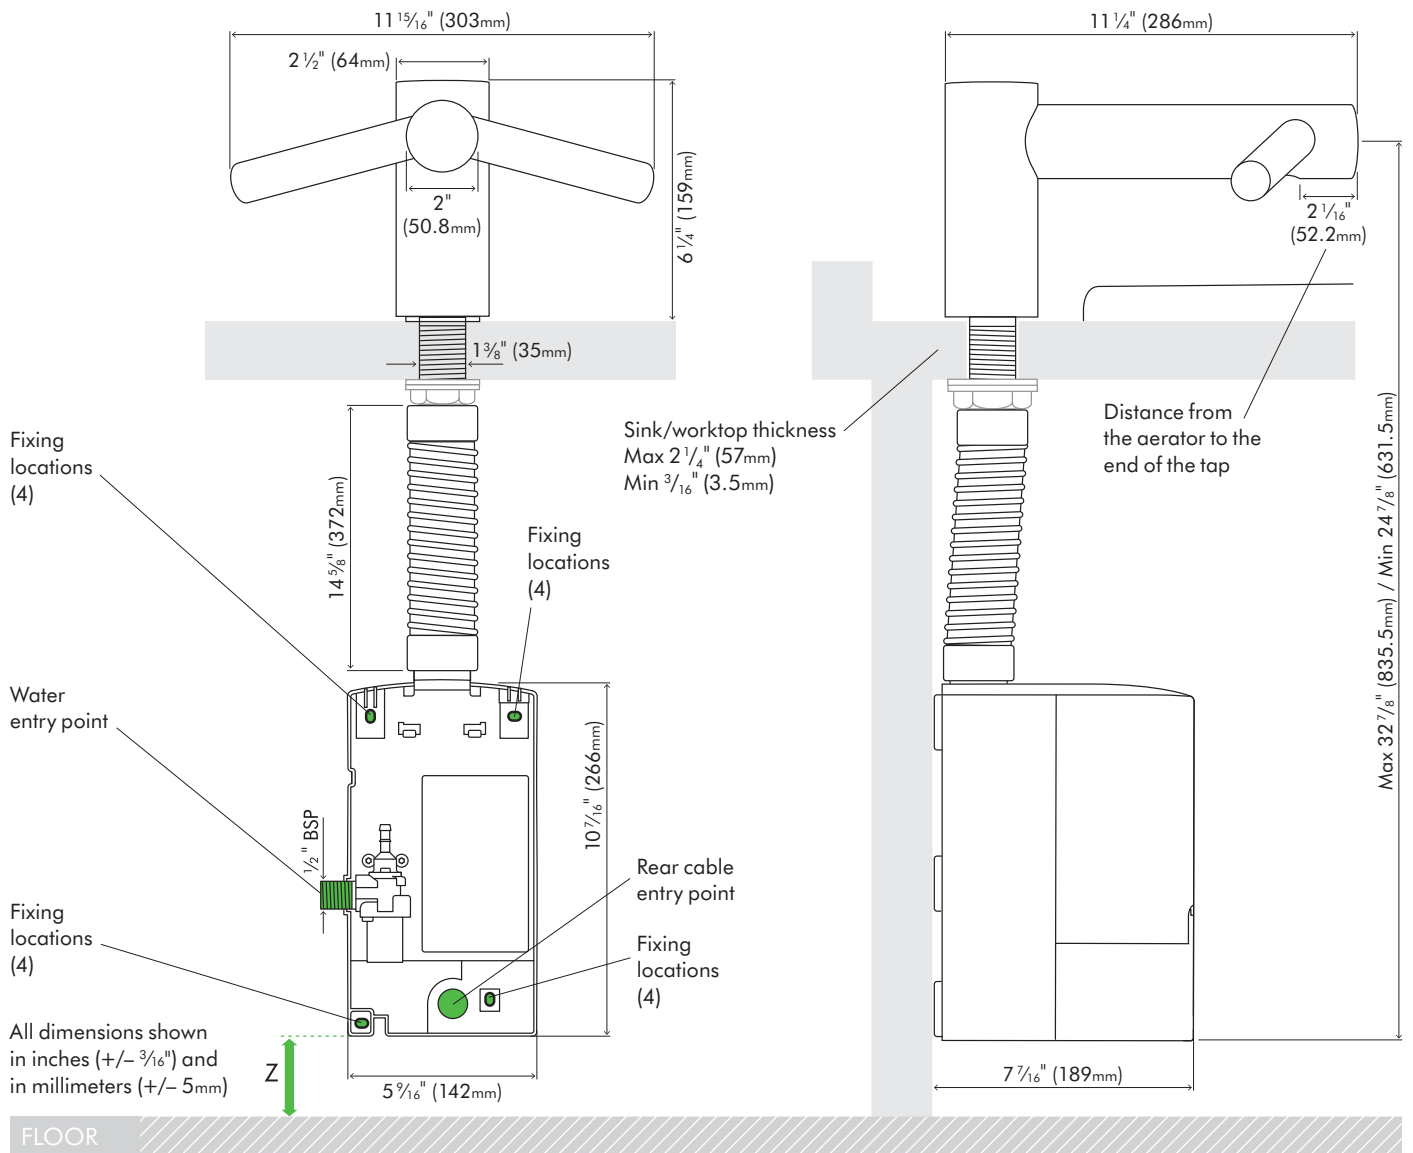 11 15/16" (303mm)
2 1/2" (64mm)
2"
(50.8mm)
6 1/4" (159mm)
1 3/8" (35mm)
11 1/4" (286mm)
2 1/16"
(52.2mm)
Sink/worktop thickness
Max 2 1/4" (57mm)
Min 3/16" (3.5mm)
Distance from
the aerator to the
end of the tap
Max 32 7/8" (835.5mm) / Min 24 7/8" (631.5mm)
Fixing
locations
(4)
14 5/8" (372mm)
Fixing
locations
(4)
Water
entry point
10 7/16" (266mm)
1/2" BSP
Rear cable
entry point
Fixing
locations
(4)
Fixing
locations
(4)
All dimensions shown
in inches (+/– 3/16") and
in millimeters (+/– 5mm)
Z
5 9/16" (142mm)
7 7/16" (189mm)
FLOOR